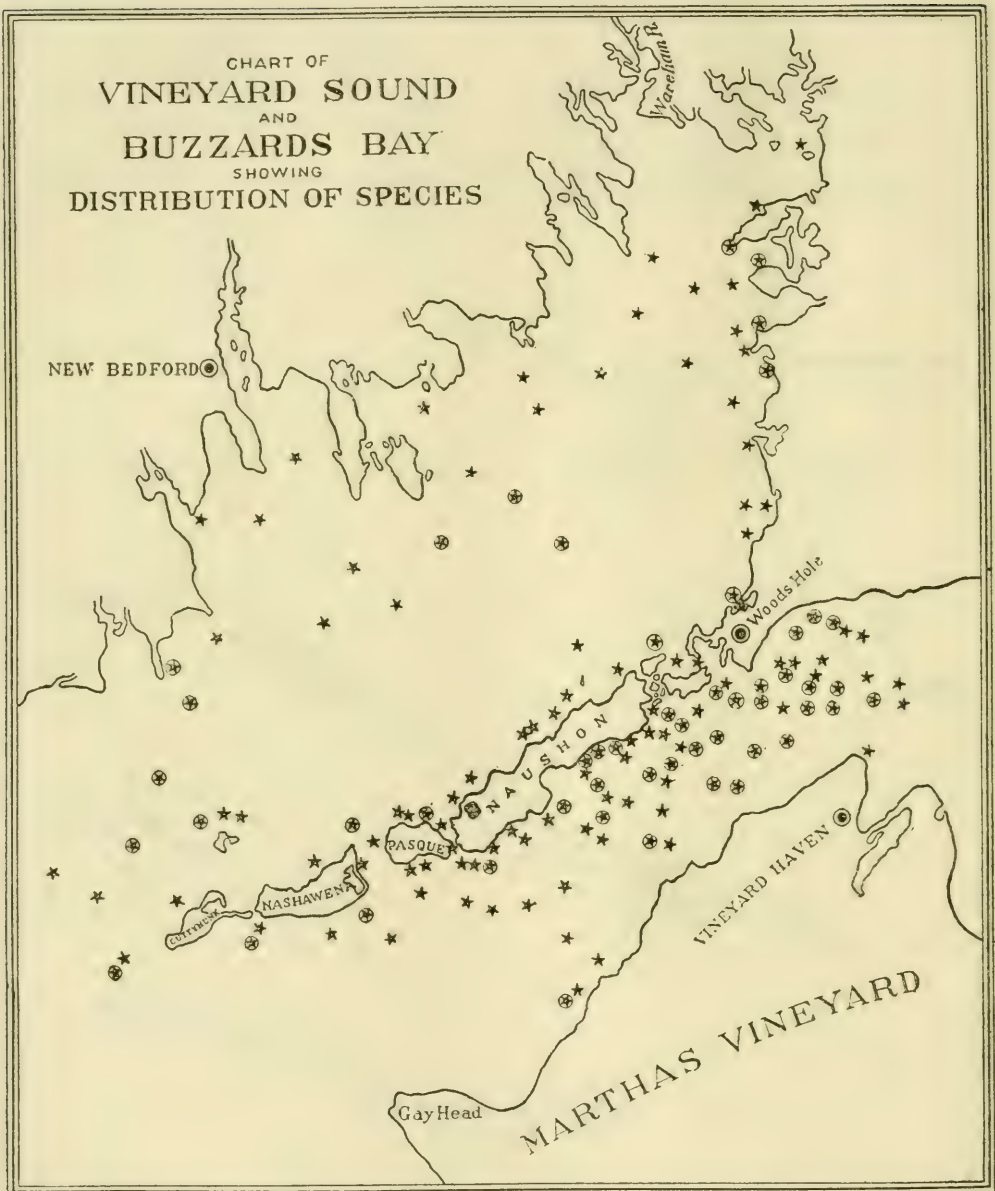 CHART OF
VINEYARD SOUND
AND
BUZZARDS BAY
SHOWING
DISTRIBUTION OF SPECIES
Wareham R.
NEW BEDFORD
Woods Hole
NAUSHON
PASQUE
NASHAWENA
CUTTYHUNK
VINEYARD HAVEN
MARTHAS VINEYARD
Gay Head